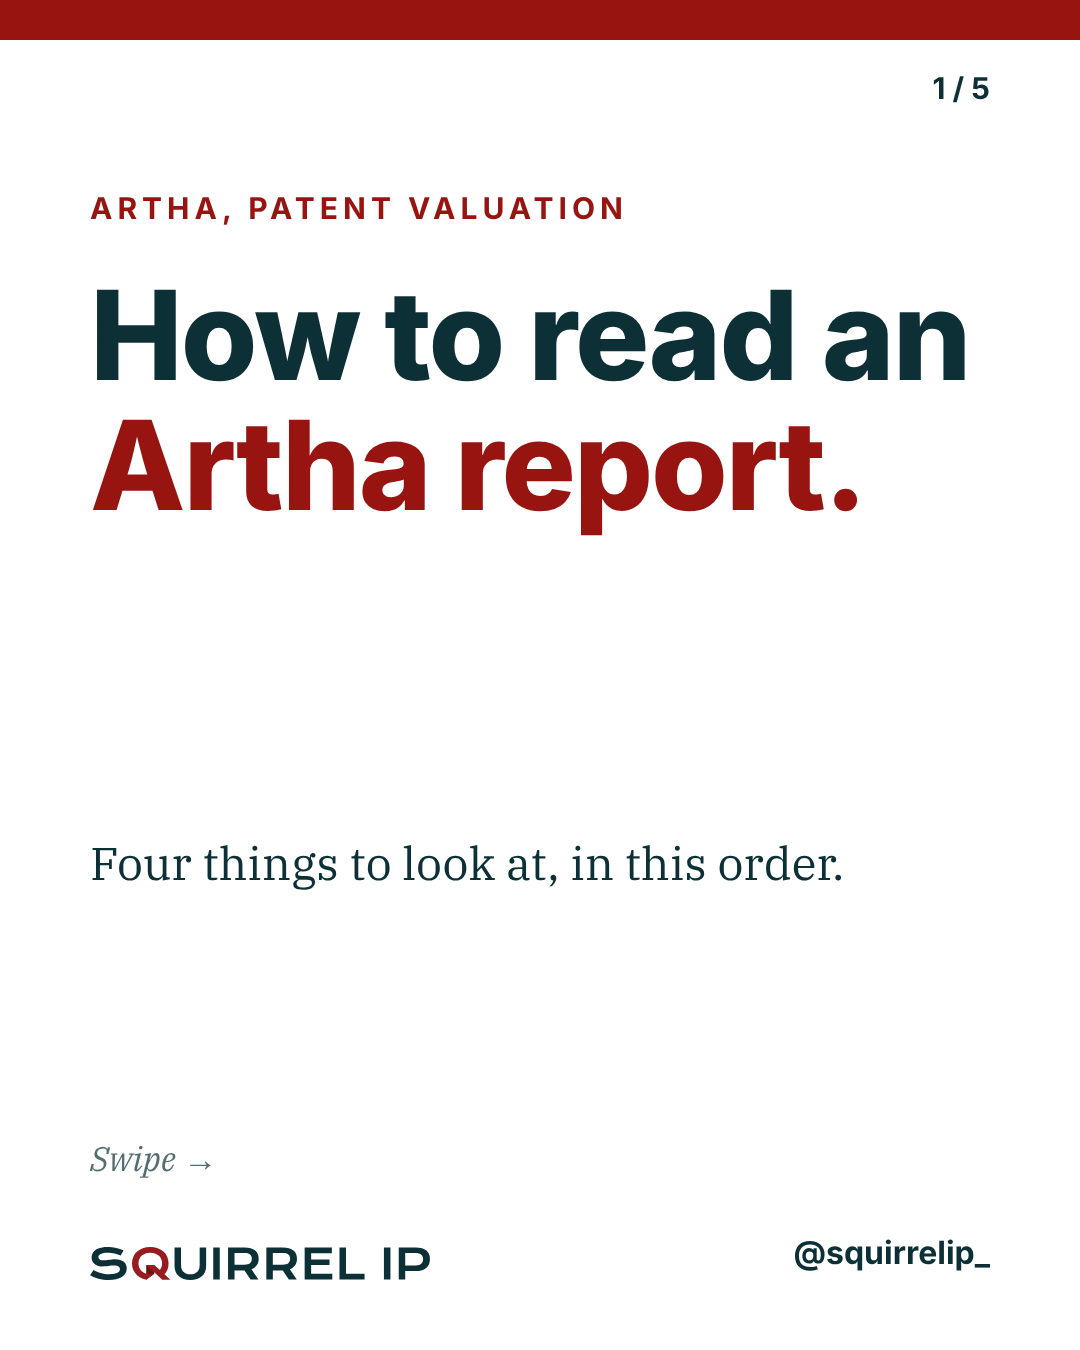 1 / 5
ARTHA, PATENT VALUATION
How to read an
Artha report.
Four things to look at, in this order.
Swipe →
SQUIRREL IP
@squirrelip_